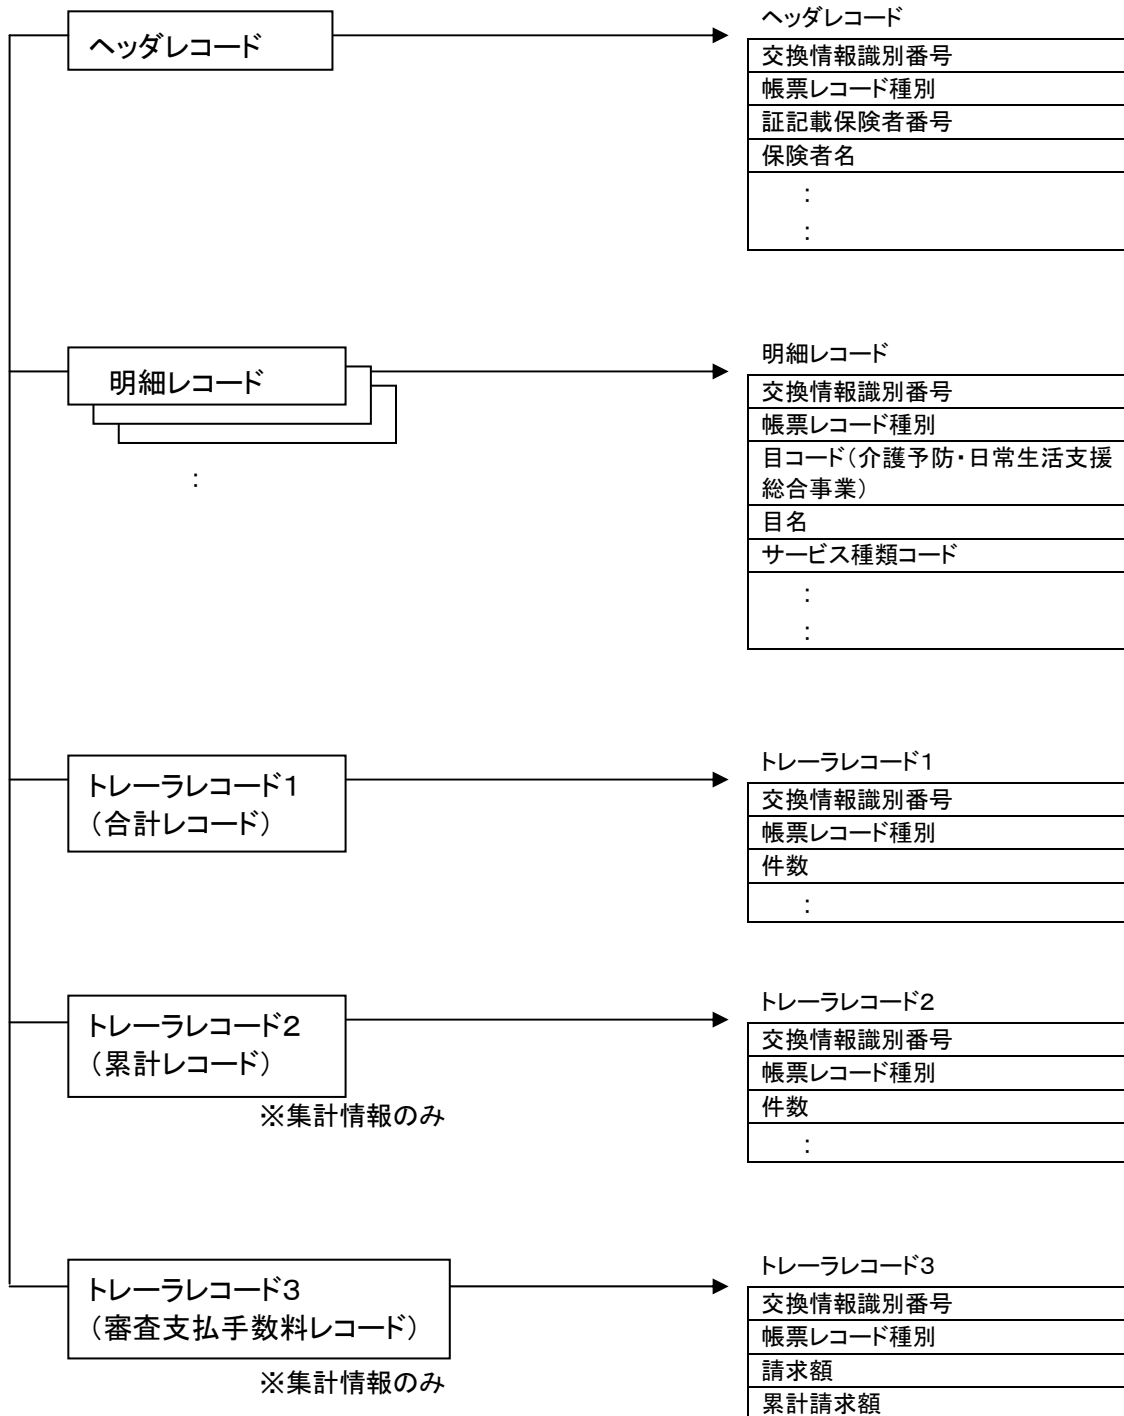 ヘッダレコード
ヘッダレコード
交換情報識別番号
帳票レコード種別
証記載保険者番号
保険者名
:
:
明細レコード
:
明細レコード
交換情報識別番号
帳票レコード種別
目コード(介護予防・日常生活支援
総合事業)
目名
サービス種類コード
:
:
トレーラレコード1
(合計レコード)
トレーラレコード1
交換情報識別番号
帳票レコード種別
件数
:
トレーラレコード2
(累計レコード)
※集計情報のみ
トレーラレコード2
交換情報識別番号
帳票レコード種別
件数
:
トレーラレコード3
(審査支払手数料レコード)
※集計情報のみ
トレーラレコード3
交換情報識別番号
帳票レコード種別
請求額
累計請求額